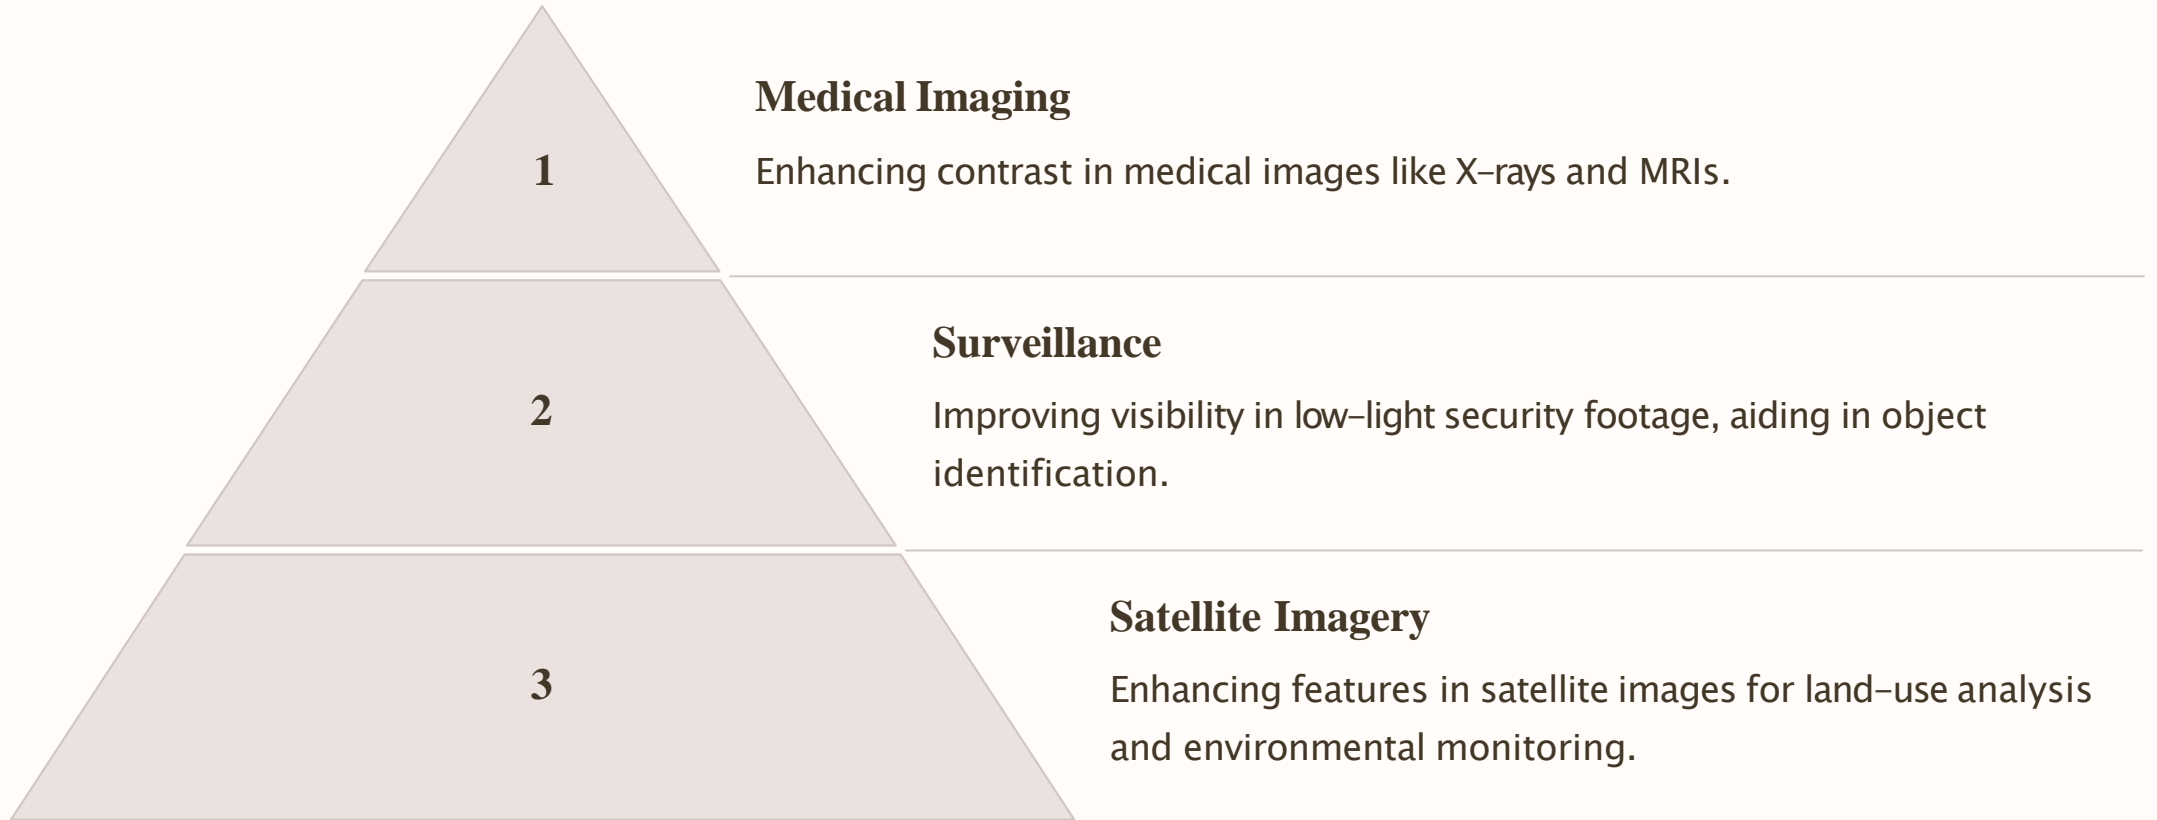 Medical Imaging
1
Enhancing contrast in medical images like X-rays and MRIs.
Surveillance
2
Improving visibility in low-light security footage, aiding in object
identification.
Satellite Imagery
3
Enhancing features in satellite images for land-use analysis
and environmental monitoring.